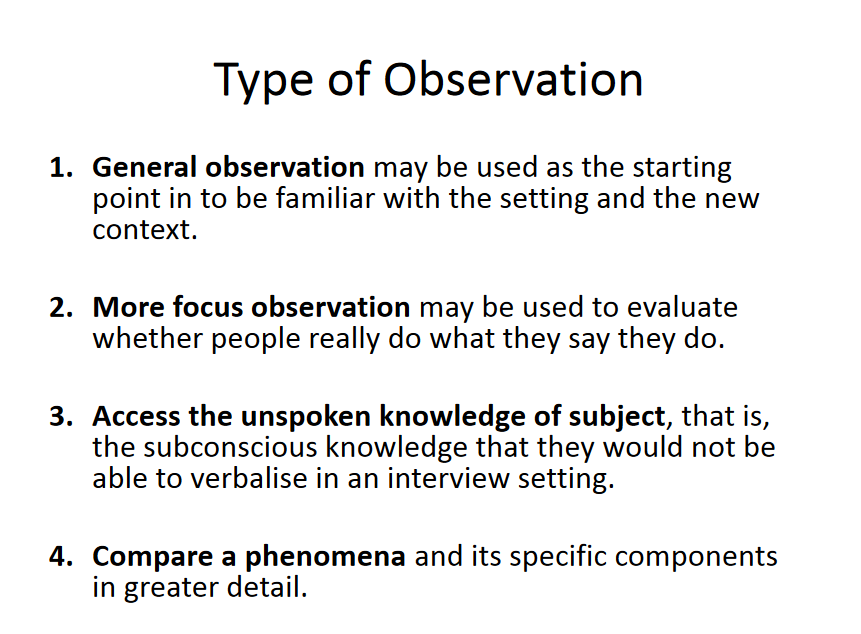 Type of Observation
1. General observation may be used as the starting
point in to be familiar with the setting and the new
context.
2. More focus observation may be used to evaluate
whether people really do what they say they do.
3. Access the unspoken knowledge of subject, that is,
the subconscious knowledge that they would not be
able to verbalise in an interview setting.
4. Compare a phenomena and its specific components
in greater detail.